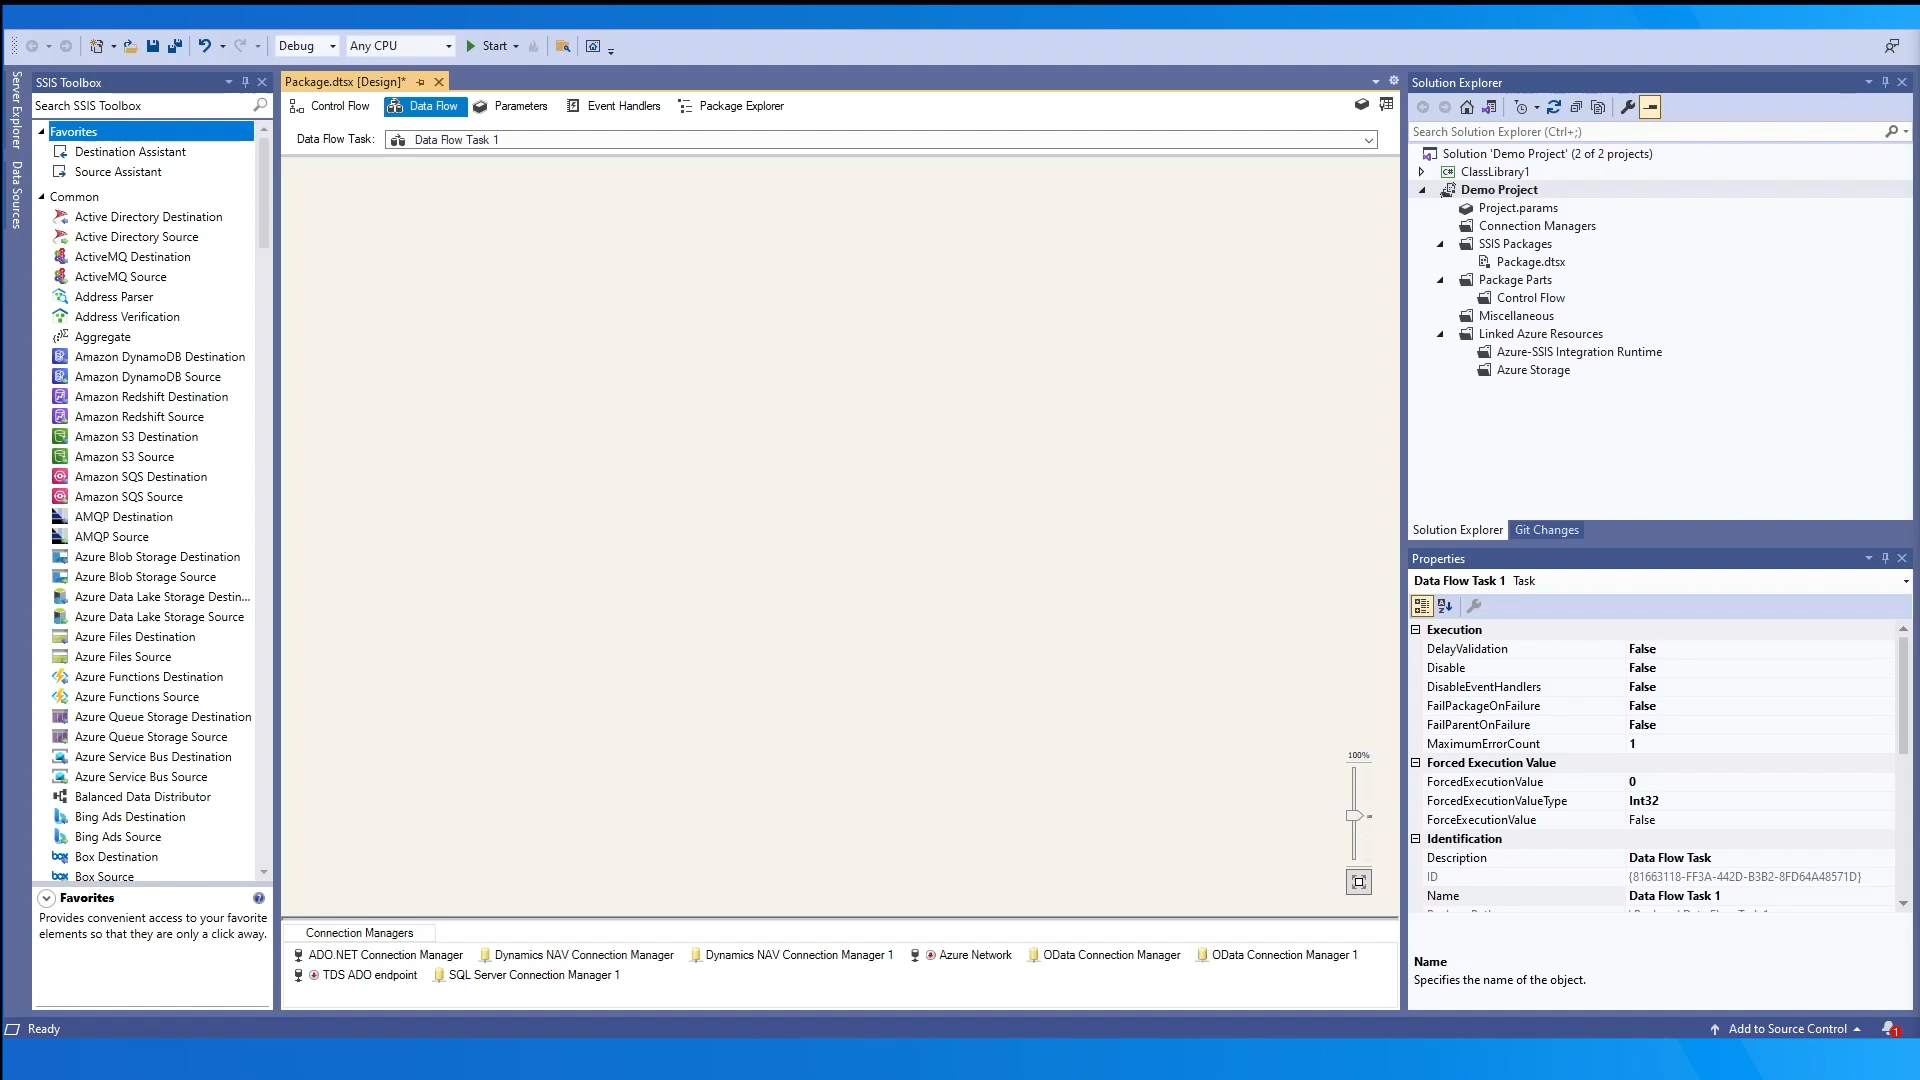 Debug
Any CPU
Start
Server Explorer
Data Sources
SSIS Toolbox
Search SSIS Toolbox
Favorites
Destination Assistant
Source Assistant
Common
Active Directory Destination
Active Directory Source
ActiveMQ Destination
ActiveMQ Source
Address Parser
Address Verification
Aggregate
Amazon DynamoDB Destination
Amazon DynamoDB Source
Amazon Redshift Destination
Amazon Redshift Source
Amazon S3 Destination
Amazon S3 Source
Amazon SQS Destination
Amazon SQS Source
AMQP Destination
AMQP Source
Azure Blob Storage Destination
Azure Blob Storage Source
Azure Data Lake Storage Destin...
Azure Data Lake Storage Source
Azure Files Destination
Azure Files Source
Azure Functions Destination
Azure Functions Source
Azure Queue Storage Destination
Azure Queue Storage Source
Azure Service Bus Destination
Azure Service Bus Source
Balanced Data Distributor
Bing Ads Destination
Bing Ads Source
Box Destination
Box Source
Favorites
Provides convenient access to your favorite
elements so that they are only a click away.
Package.dtsx [Design]*
Control Flow
Data Flow
Parameters
Event Handlers
Package Explorer
Data Flow Task:
Data Flow Task 1
100%
Connection Managers
ADO.NET Connection Manager
Dynamics NAV Connection Manager
Dynamics NAV Connection Manager 1
Azure Network
OData Connection Manager
OData Connection Manager 1
TDS ADO endpoint
SQL Server Connection Manager 1
Solution Explorer
Search Solution Explorer (Ctrl+;)
Solution 'Demo Project' (2 of 2 projects)
C# ClassLibrary1
Demo Project
Project.params
Connection Managers
SSIS Packages
Package.dtsx
Package Parts
Control Flow
Miscellaneous
Linked Azure Resources
Azure-SSIS Integration Runtime
Azure Storage
Solution Explorer
Git Changes
Properties
Data Flow Task 1 Task
Execution
DelayValidation False
Disable False
DisableEventHandlers False
FailPackageOnFailure False
FailParentOnFailure False
MaximumErrorCount 1
Forced Execution Value
ForcedExecutionValue 0
ForcedExecutionValueType Int32
ForceExecutionValue False
Identification
Description Data Flow Task
ID {81663118-FF3A-442D-B3B2-8FD64A48571D}
Name Data Flow Task 1
Name
Specifies the name of the object.
Ready
Add to Source Control
1